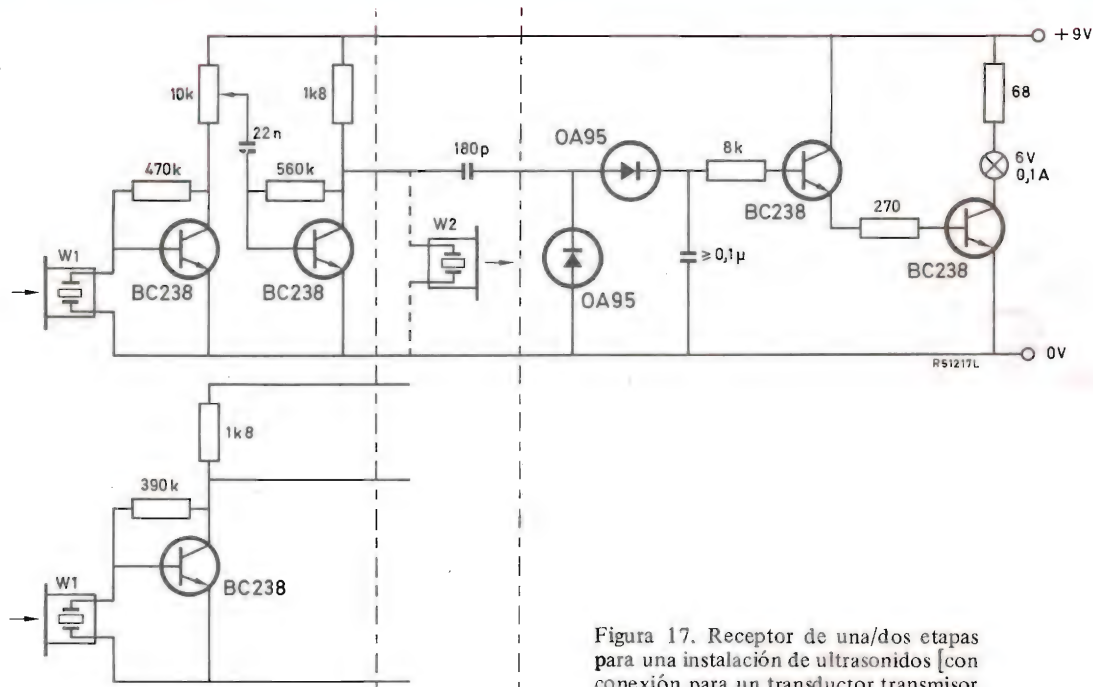 +9V
10k
1k8
68
22n
180p
OA95
8k
470k
560k
6V
0,1A
BC238
270
W1
W2
≥0,1µ
BC238
BC238
OA95
BC238
0V
RS1217L
1k8
390k
W1
BC238
Figura 17. Receptor de una/dos etapas
para una instalación de ultrasonidos [con
conexión para un transductor transmisor